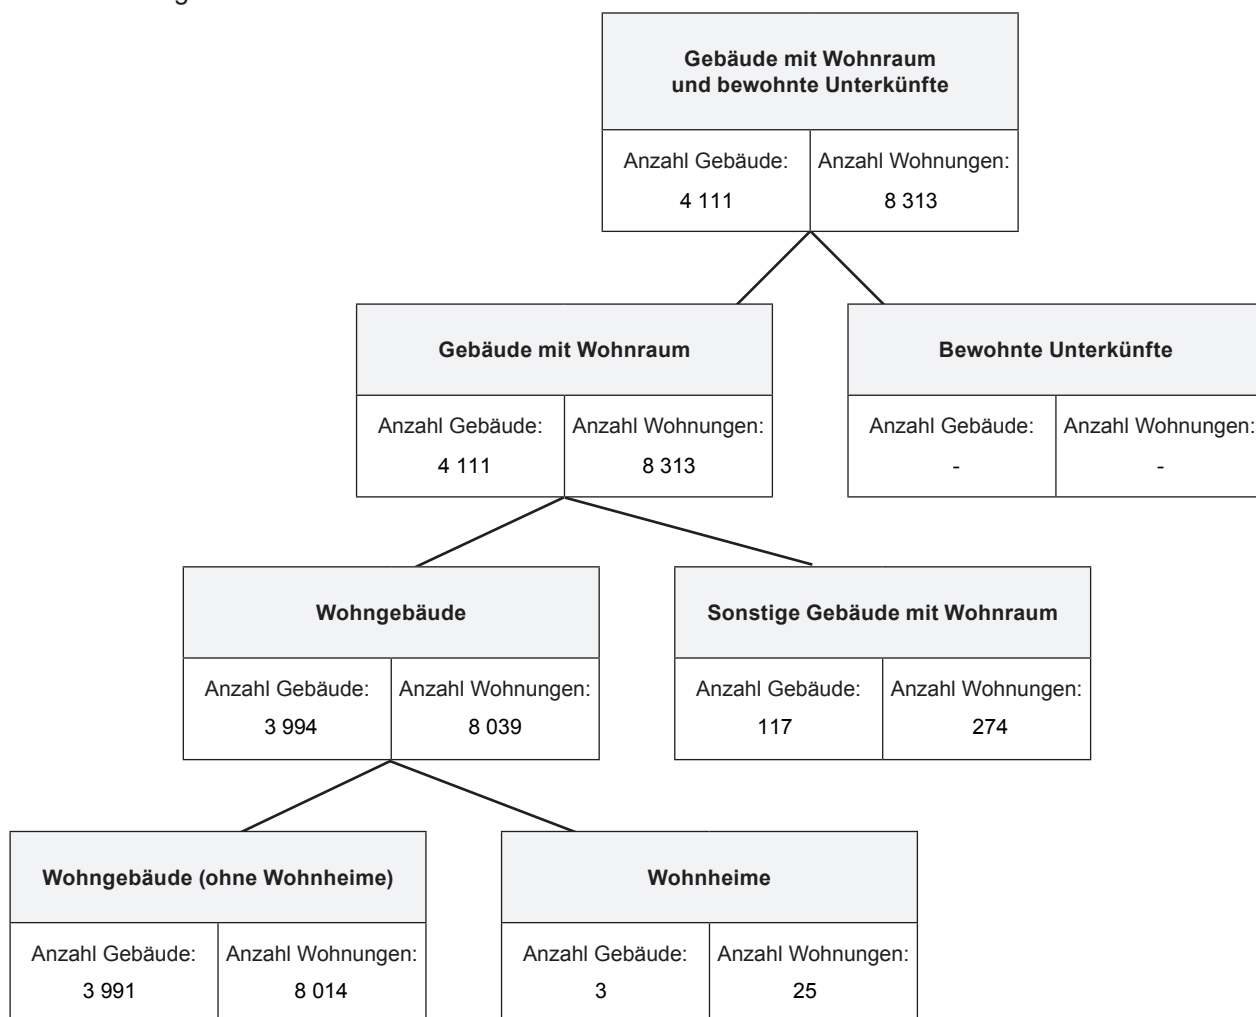 Gebäude mit Wohnraum
und bewohnte Unterkünfte
Anzahl Gebäude: Anzahl Wohnungen:
4 111 8 313
Gebäude mit Wohnraum Bewohnte Unterkünfte
Anzahl Gebäude: Anzahl Wohnungen: Anzahl Gebäude: Anzahl Wohnungen:
4 111 8 313 - -
Wohngebäude Sonstige Gebäude mit Wohnraum
Anzahl Gebäude: Anzahl Wohnungen: Anzahl Gebäude: Anzahl Wohnungen:
3 994 8 039 117 274
Wohngebäude (ohne Wohnheime) Wohnheime
Anzahl Gebäude: Anzahl Wohnungen: Anzahl Gebäude: Anzahl Wohnungen:
3 991 8 014 3 25